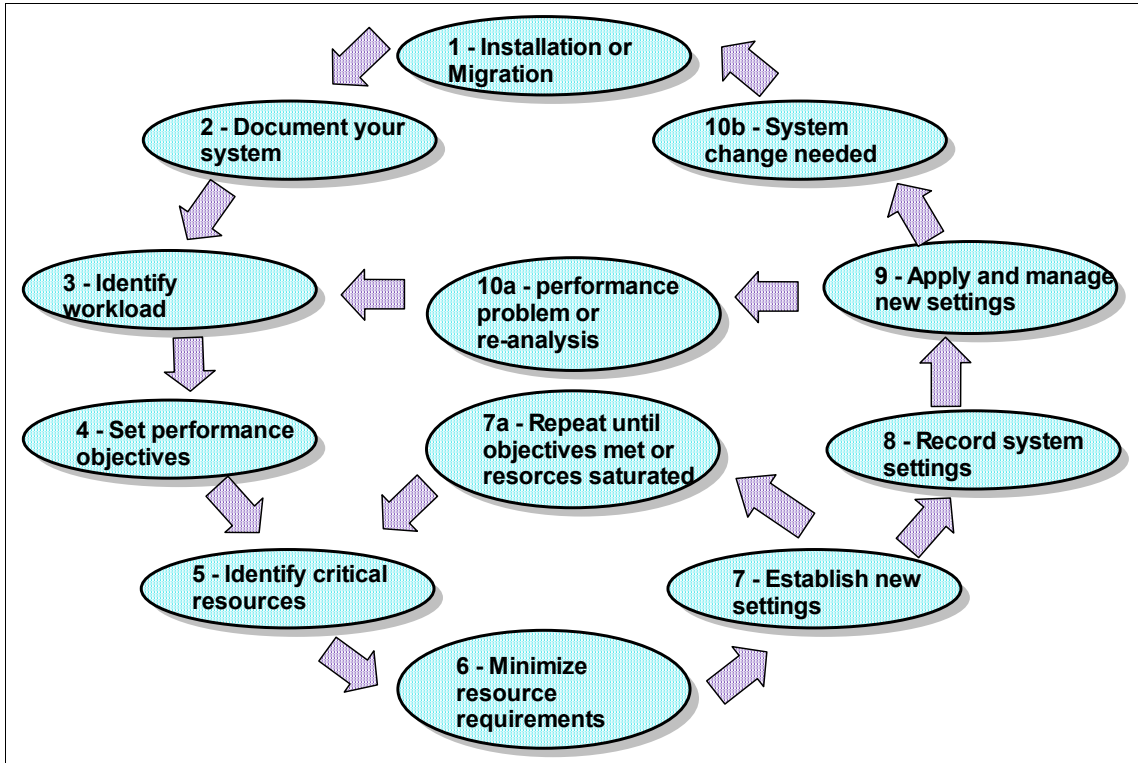 1 - Installation or
Migration
2 - Document your
system
10b - System
change needed
3 - Identify
workload
10a - performance
problem or
re-analysis
9 - Apply and manage
new settings
4 - Set performance
objectives
7a - Repeat until
objectives met or
resorces saturated
8 - Record system
settings
5 - Identify critical
resources
7 - Establish new
settings
6 - Minimize
resource
requirements